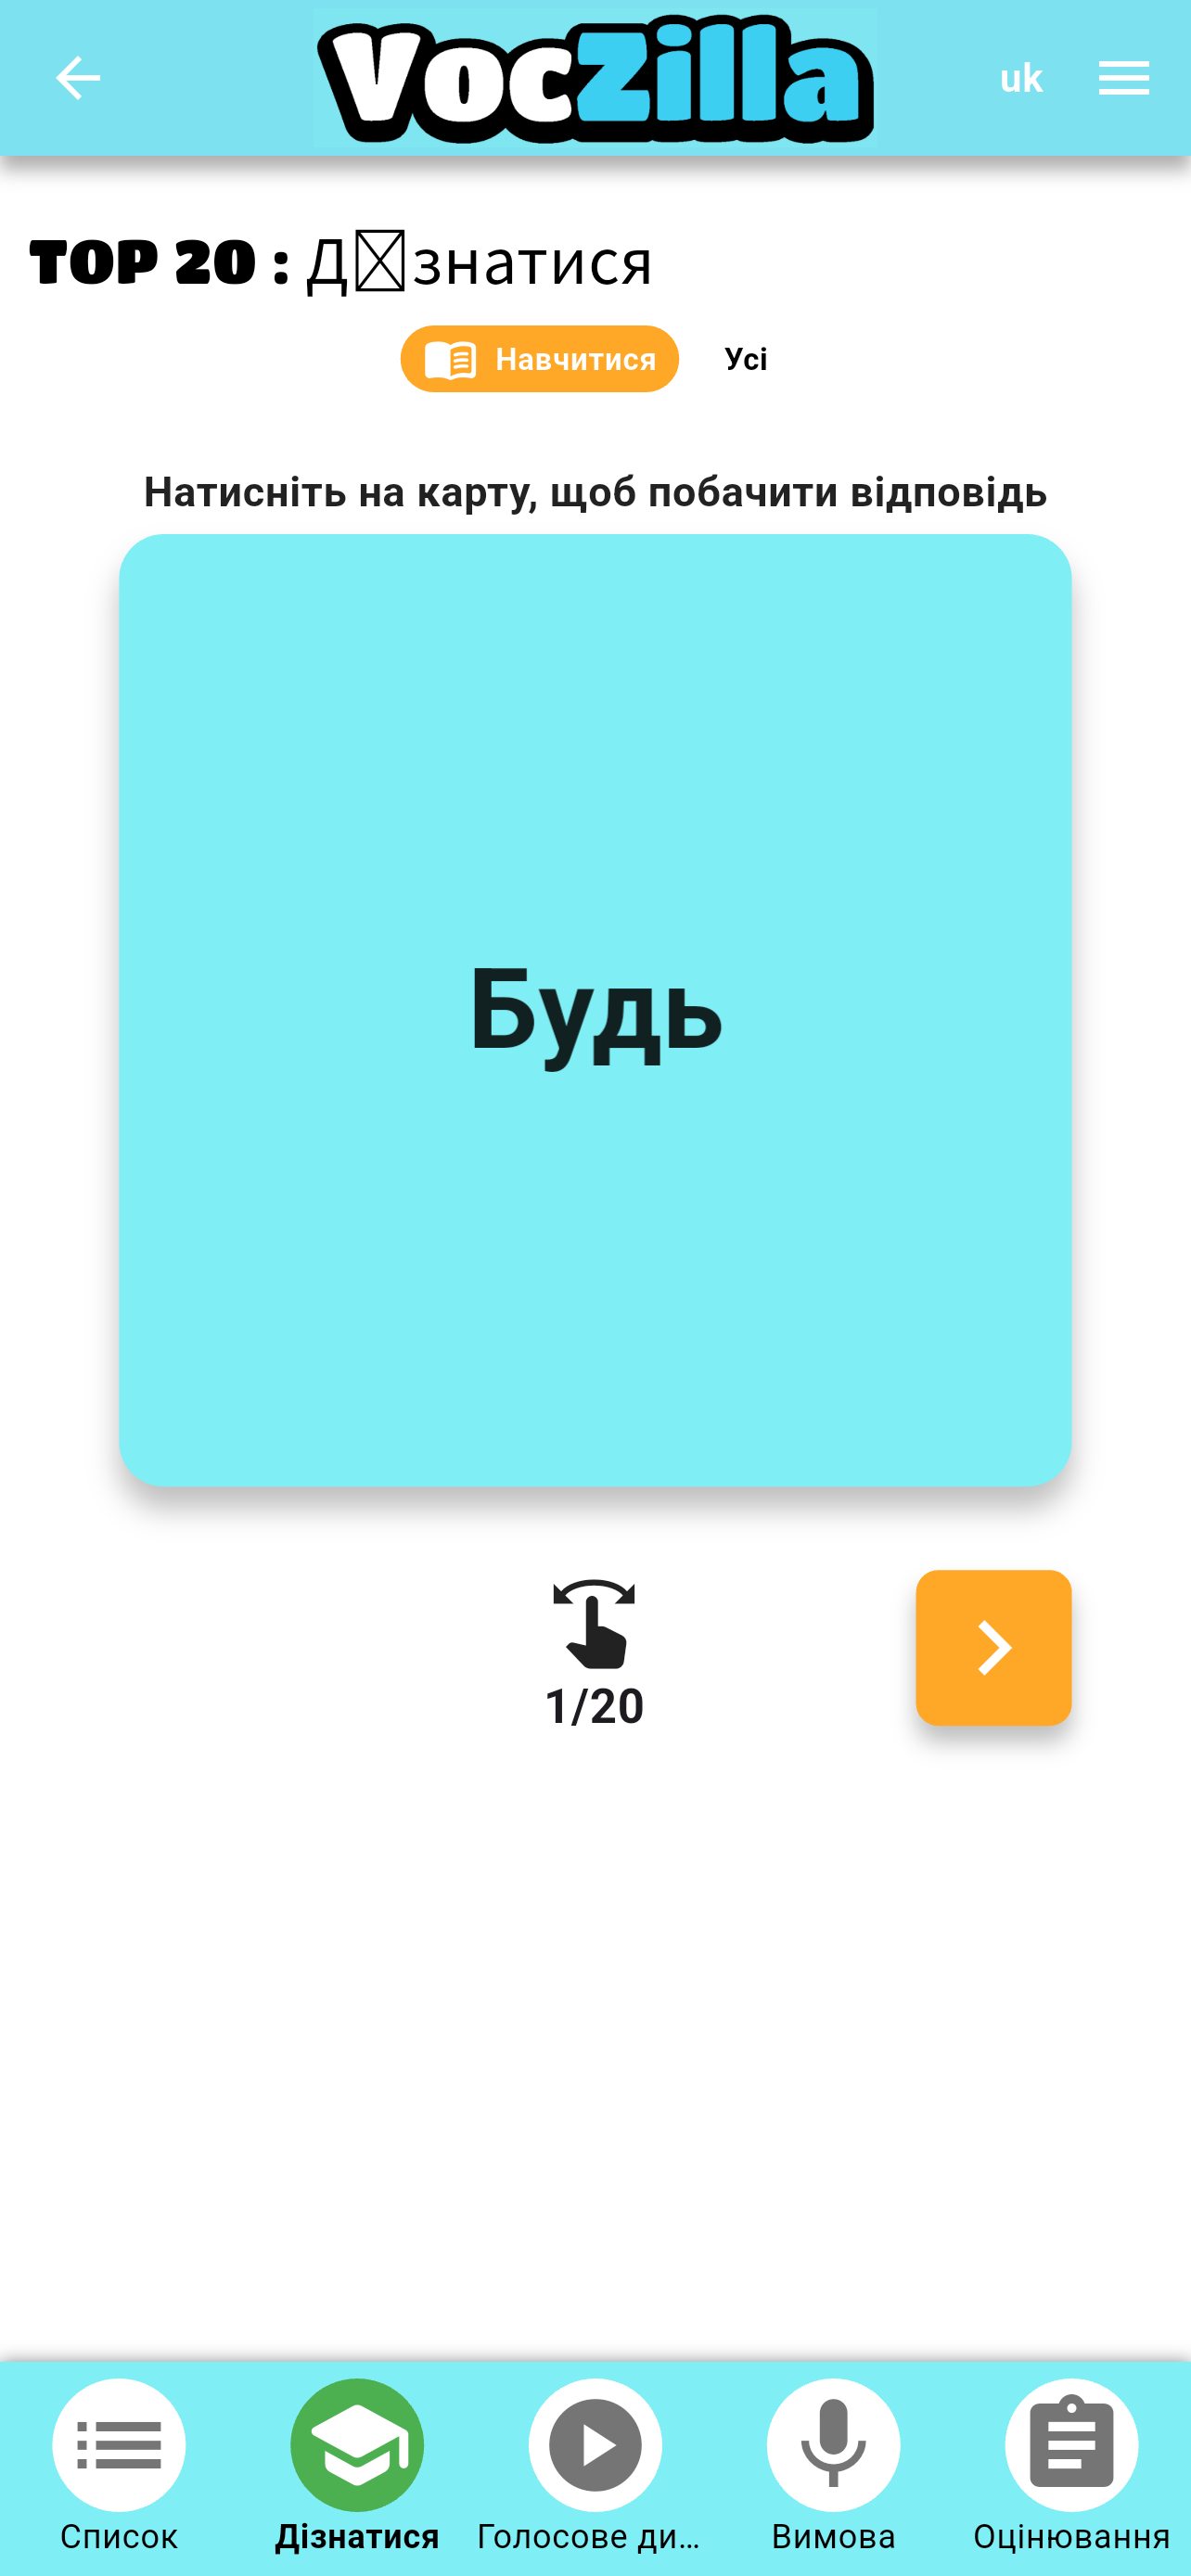 VocZilla
uk
TOP 20 : Д☒знатися
Навчитися
Усі
Натисніть на карту, щоб побачити відповідь
Будь
1/20
Список
Дізнатися
Голосове ди...
Вимова
Оцінювання